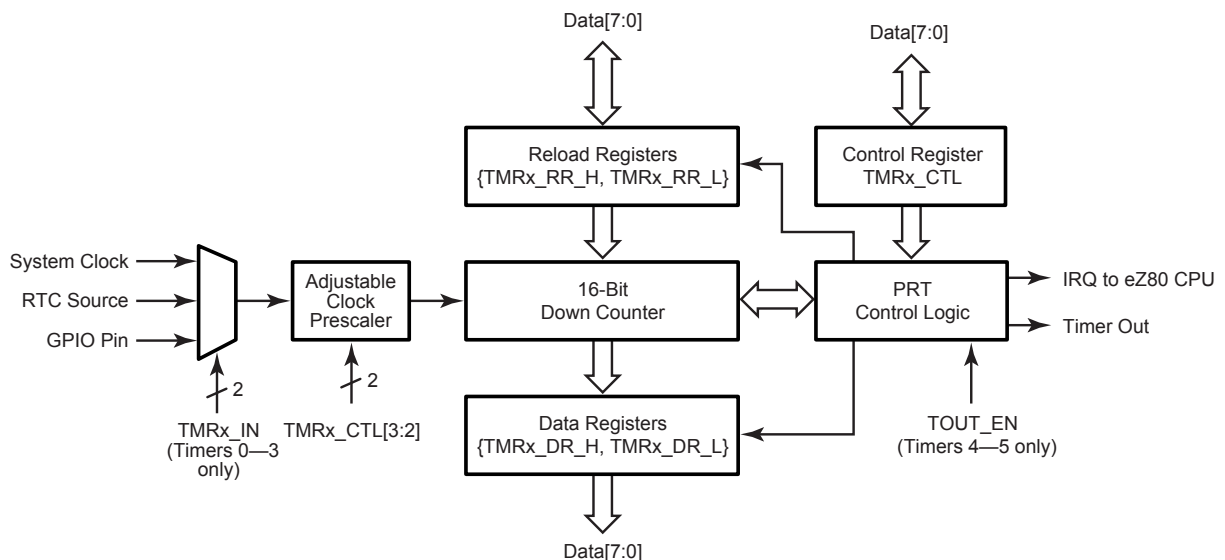 Data[7:0]
Data[7:0]
Reload Registers
{TMRx_RR_H, TMRx_RR_L}
Control Register
TMRx_CTL
System Clock
RTC Source
GPIO Pin
Adjustable
Clock
Prescaler
16-Bit
Down Counter
PRT
Control Logic
IRQ to eZ80 CPU
Timer Out
2
2
TMRx_IN
(Timers 0—3
only)
TMRx_CTL[3:2]
Data Registers
{TMRx_DR_H, TMRx_DR_L}
TOUT_EN
(Timers 4—5 only)
Data[7:0]